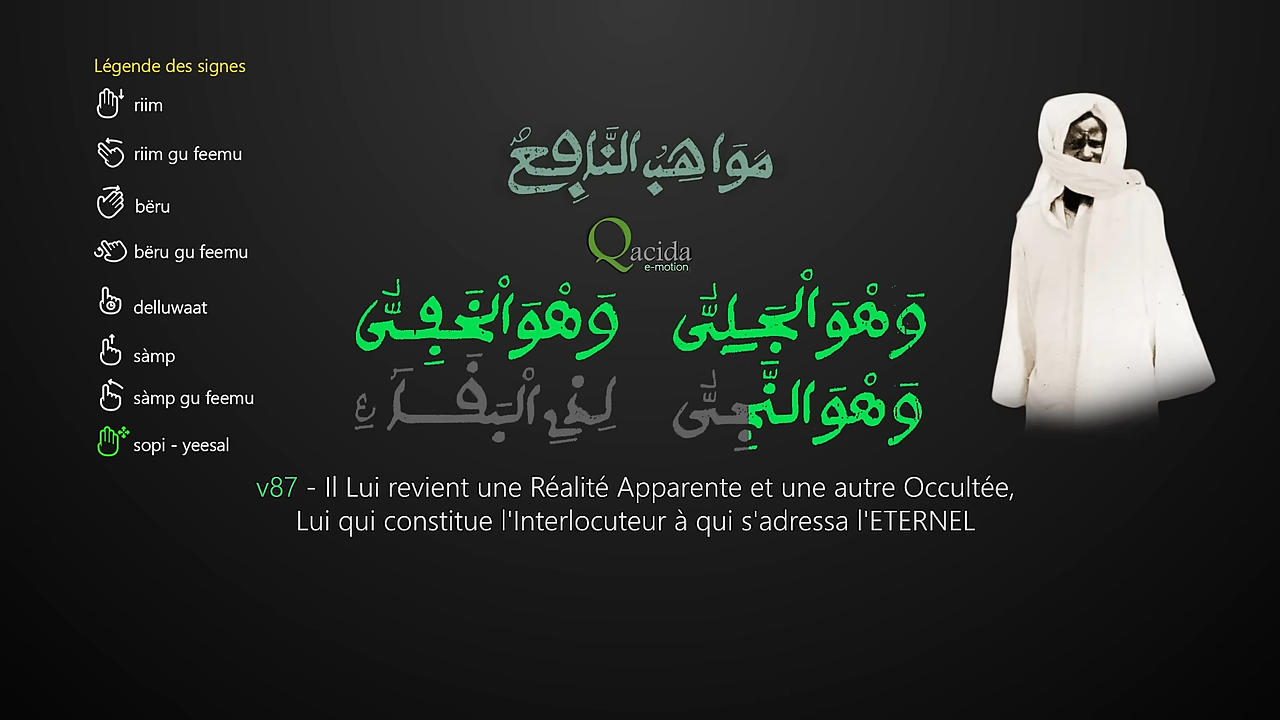 Légende des signes
riim
riim gu feemu
bëru
bëru gu feemu
delluwaat
sàmp
sàmp gu feemu
sopi - yeesal
مَوَاهِبُ النَّافِعِ
Qacida
e-motion
وَهْوَ الْجَلِىُّ وَهْوَ الْخَفِىُّ
وَهْوَ النَّجِىُّ لِذِى الْبَقَآءِ
v87 - Il Lui revient une Réalité Apparente et une autre Occultée,
Lui qui constitue l'Interlocuteur à qui s'adressa l'ETERNEL